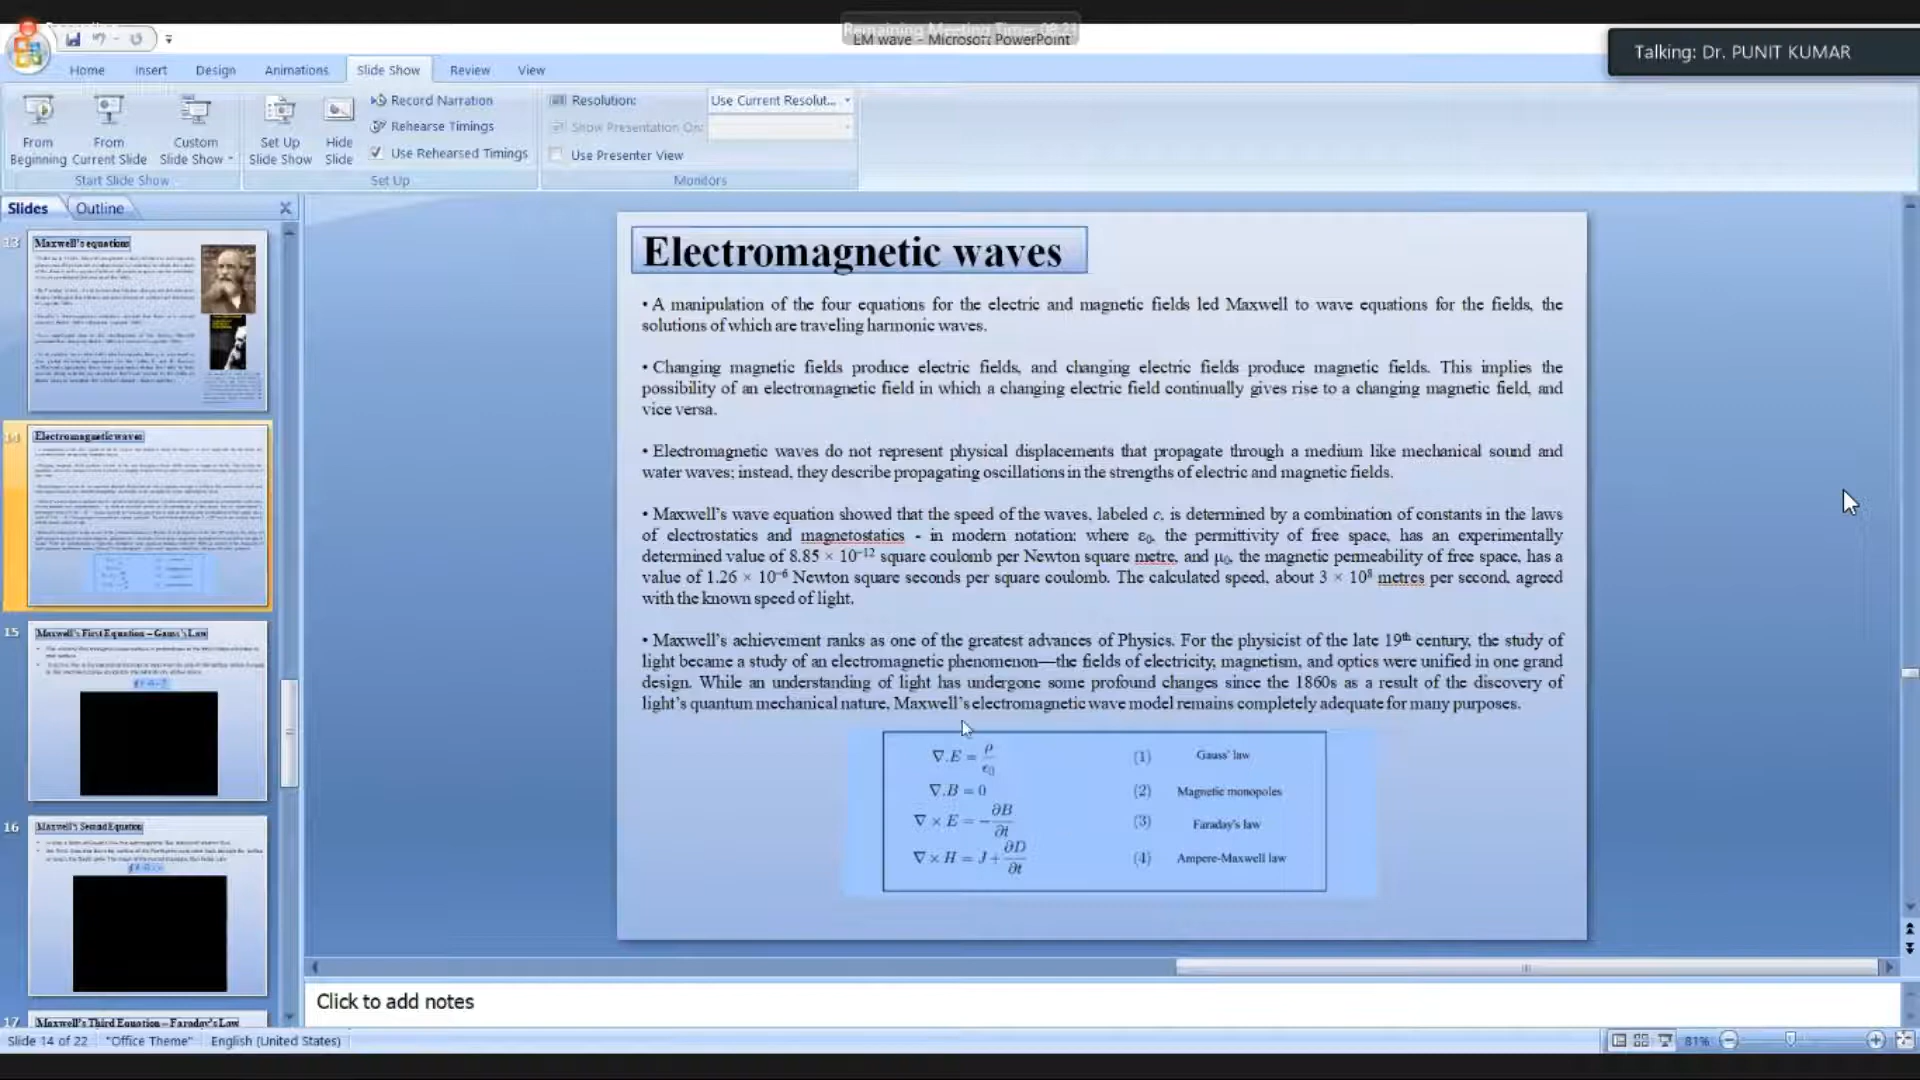 Remaining Meeting Time: 08:21
EM wave - Microsoft PowerPoint
Talking: Dr. PUNIT KUMAR
Home Insert Design Animations Slide Show Review View
From Beginning
From Current Slide
Custom Slide Show
Start Slide Show
Set Up Slide Show
Hide Slide
Record Narration
Rehearse Timings
Use Rehearsed Timings
Set Up
Resolution: Use Current Resolut...
Show Presentation On:
Use Presenter View
Monitors
Slides Outline
13
Maxwell's equations
14
Electromagnetic waves
15
Maxwell's First Equation – Gauss's Law
16
Maxwell's Second Equation
17
Maxwell's Third Equation – Faraday's Law
Electromagnetic waves
• A manipulation of the four equations for the electric and magnetic fields led Maxwell to wave equations for the fields, the
solutions of which are traveling harmonic waves.
• Changing magnetic fields produce electric fields, and changing electric fields produce magnetic fields. This implies the
possibility of an electromagnetic field in which a changing electric field continually gives rise to a changing magnetic field, and
vice versa.
• Electromagnetic waves do not represent physical displacements that propagate through a medium like mechanical sound and
water waves; instead, they describe propagating oscillations in the strengths of electric and magnetic fields.
• Maxwell's wave equation showed that the speed of the waves, labeled c, is determined by a combination of constants in the laws
of electrostatics and magnetostatics - in modern notation: where ε₀, the permittivity of free space, has an experimentally
determined value of 8.85 × 10⁻¹² square coulomb per Newton square metre, and μ₀, the magnetic permeability of free space, has a
value of 1.26 × 10⁻⁶ Newton square seconds per square coulomb. The calculated speed, about 3 × 10⁸ metres per second, agreed
with the known speed of light.
• Maxwell's achievement ranks as one of the greatest advances of Physics. For the physicist of the late 19th century, the study of
light became a study of an electromagnetic phenomenon—the fields of electricity, magnetism, and optics were unified in one grand
design. While an understanding of light has undergone some profound changes since the 1860s as a result of the discovery of
light's quantum mechanical nature, Maxwell's electromagnetic wave model remains completely adequate for many purposes.
∇.E = ρ/ϵ₀ (1) Gauss' law
∇.B = 0 (2) Magnetic monopoles
∇ × E = -∂B/∂t (3) Faraday's law
∇ × H = J + ∂D/∂t (4) Ampere-Maxwell law
Click to add notes
Slide 14 of 22 "Office Theme" English (United States) 81%